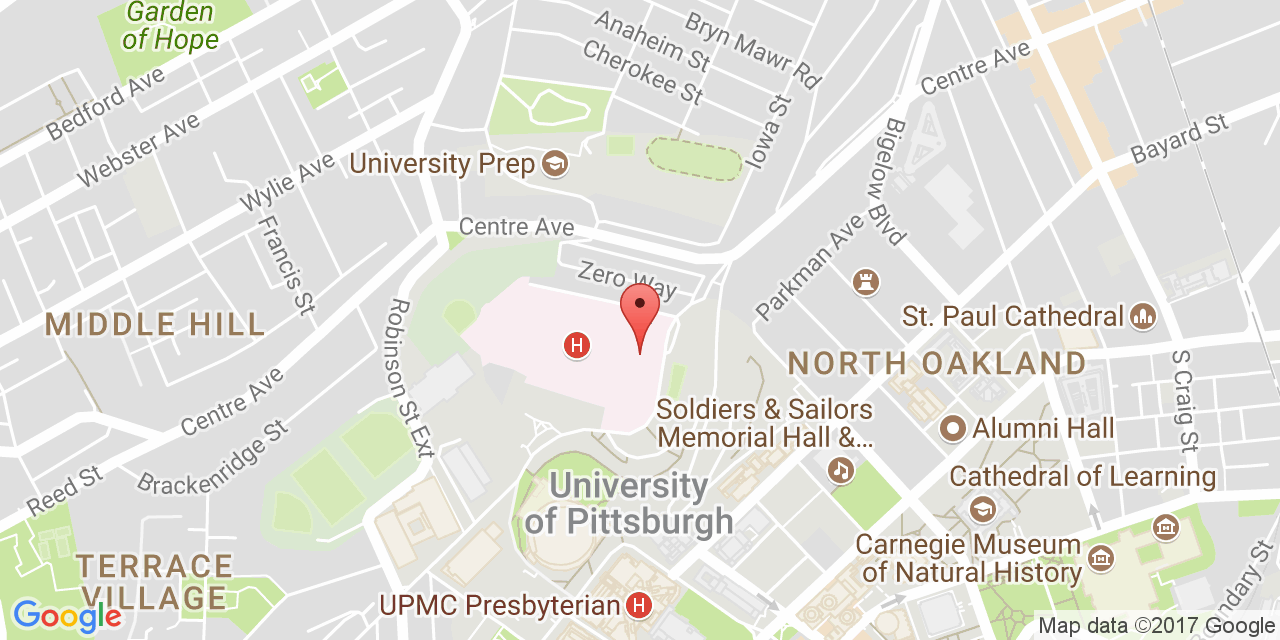 Garden
of Hope
Anaheim St
Bryn Mawr Rd
Cherokee St
Centre Ave
Bedford Ave
Webster Ave
Wylie Ave
University Prep
Iowa St
Bigelow Blvd
Bayard St
Francis St
Centre Ave
Zero Way
Parkman Ave
MIDDLE HILL
Robinson St Ext
H
St. Paul Cathedral
NORTH OAKLAND
S Craig St
Centre Ave
Soldiers & Sailors
Memorial Hall &...
Alumni Hall
Brackenridge St
Reed St
Cathedral of Learning
University
of Pittsburgh
Carnegie Museum
of Natural History
TERRACE
VILLAGE
UPMC Presbyterian
H
Google
Map data ©2017 Google